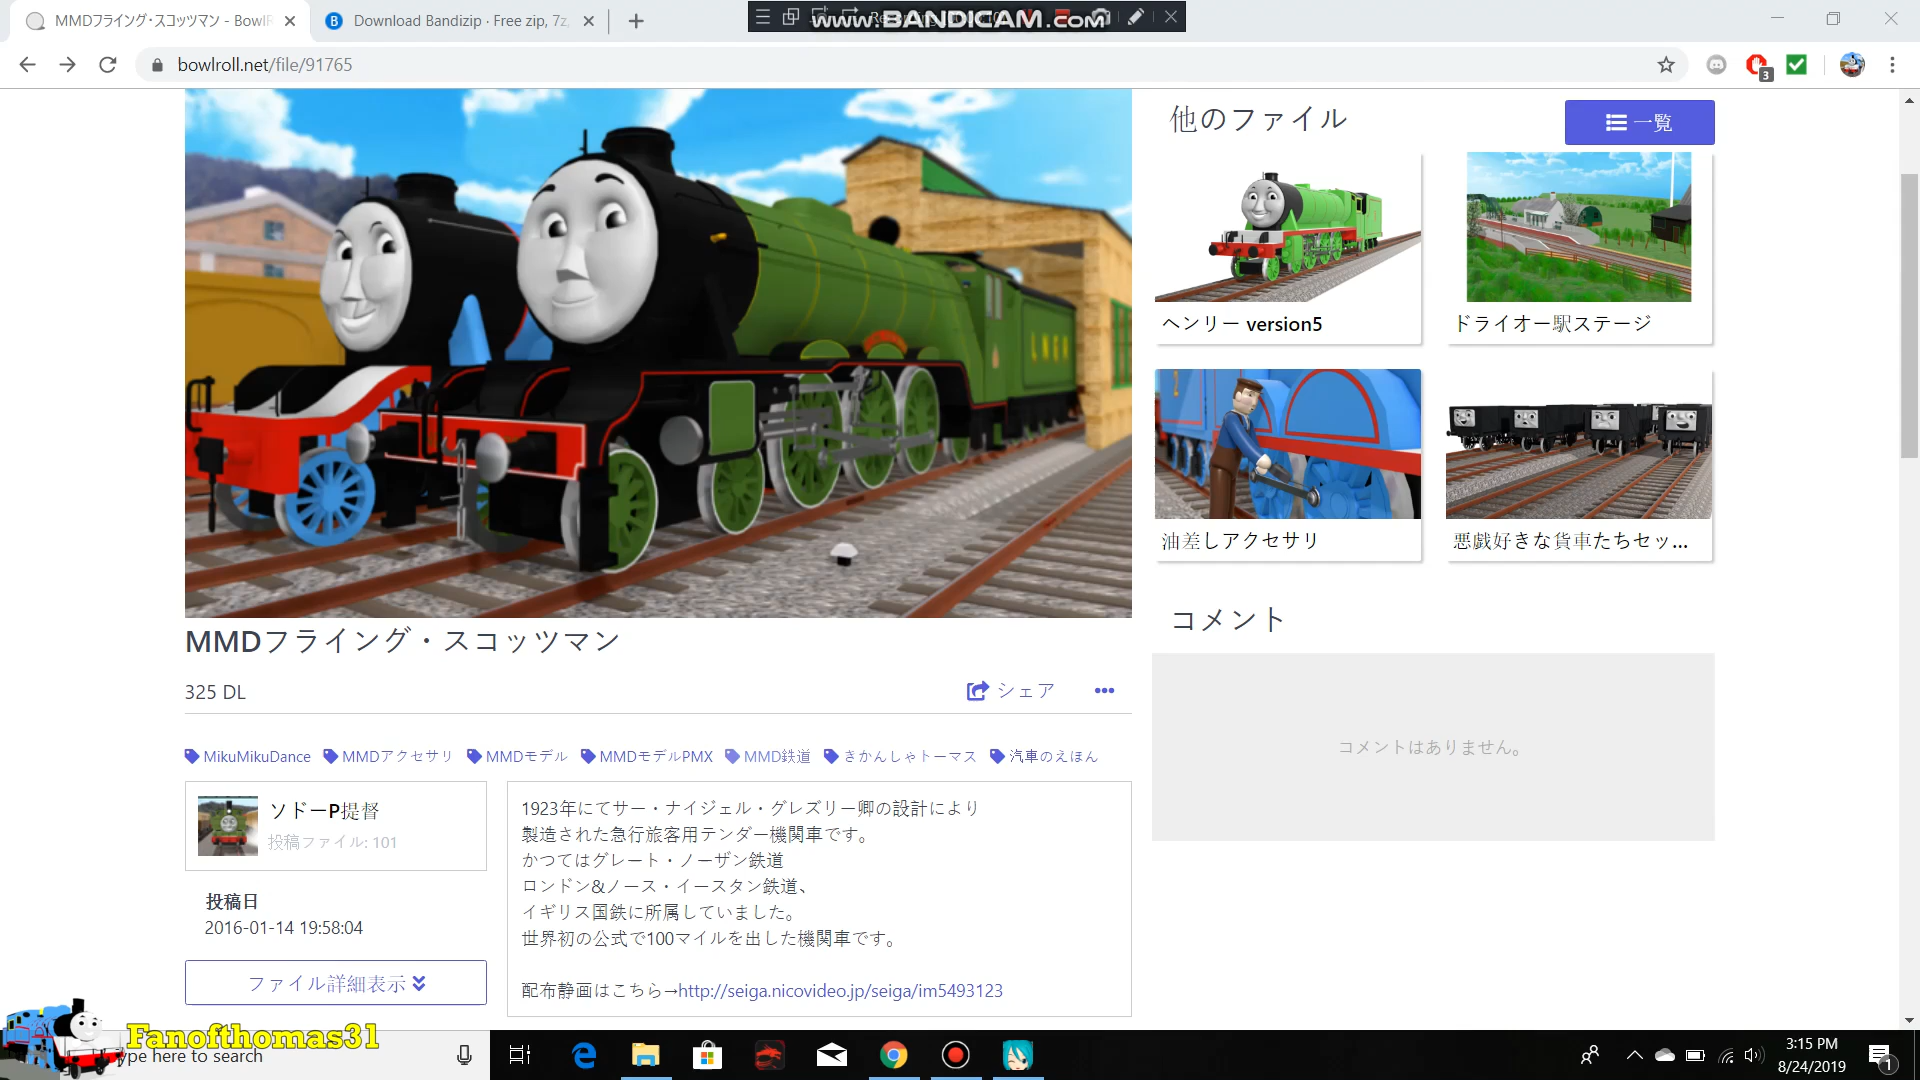 MMDフライング・スコッツマン - BowlR
Download Bandizip · Free zip, 7z,
www.BANDICAM.com
bowlroll.net/file/91765
3
LNER
MMDフライング・スコッツマン
325 DL
シェア
MikuMikuDance
MMDアクセサリ
MMDモデル
MMDモデルPMX
MMD鉄道
きかんしゃトーマス
汽車のえほん
ソドーP提督
投稿ファイル: 101
投稿日
2016-01-14 19:58:04
ファイル詳細表示
1923年にてサー・ナイジェル・グレズリー卿の設計により
製造された急行旅客用テンダー機関車です。
かつてはグレート・ノーザン鉄道
ロンドン&ノース・イースタン鉄道、
イギリス国鉄に所属していました。
世界初の公式で100マイルを出した機関車です。
配布静画はこちら→http://seiga.nicovideo.jp/seiga/im5493123
他のファイル
一覧
ヘンリー version5
ドライオー駅ステージ
油差しアクセサリ
悪戯好きな貨車たちセッ...
コメント
コメントはありません。
Fanofthomas31
ype here to search
3:15 PM
8/24/2019
1